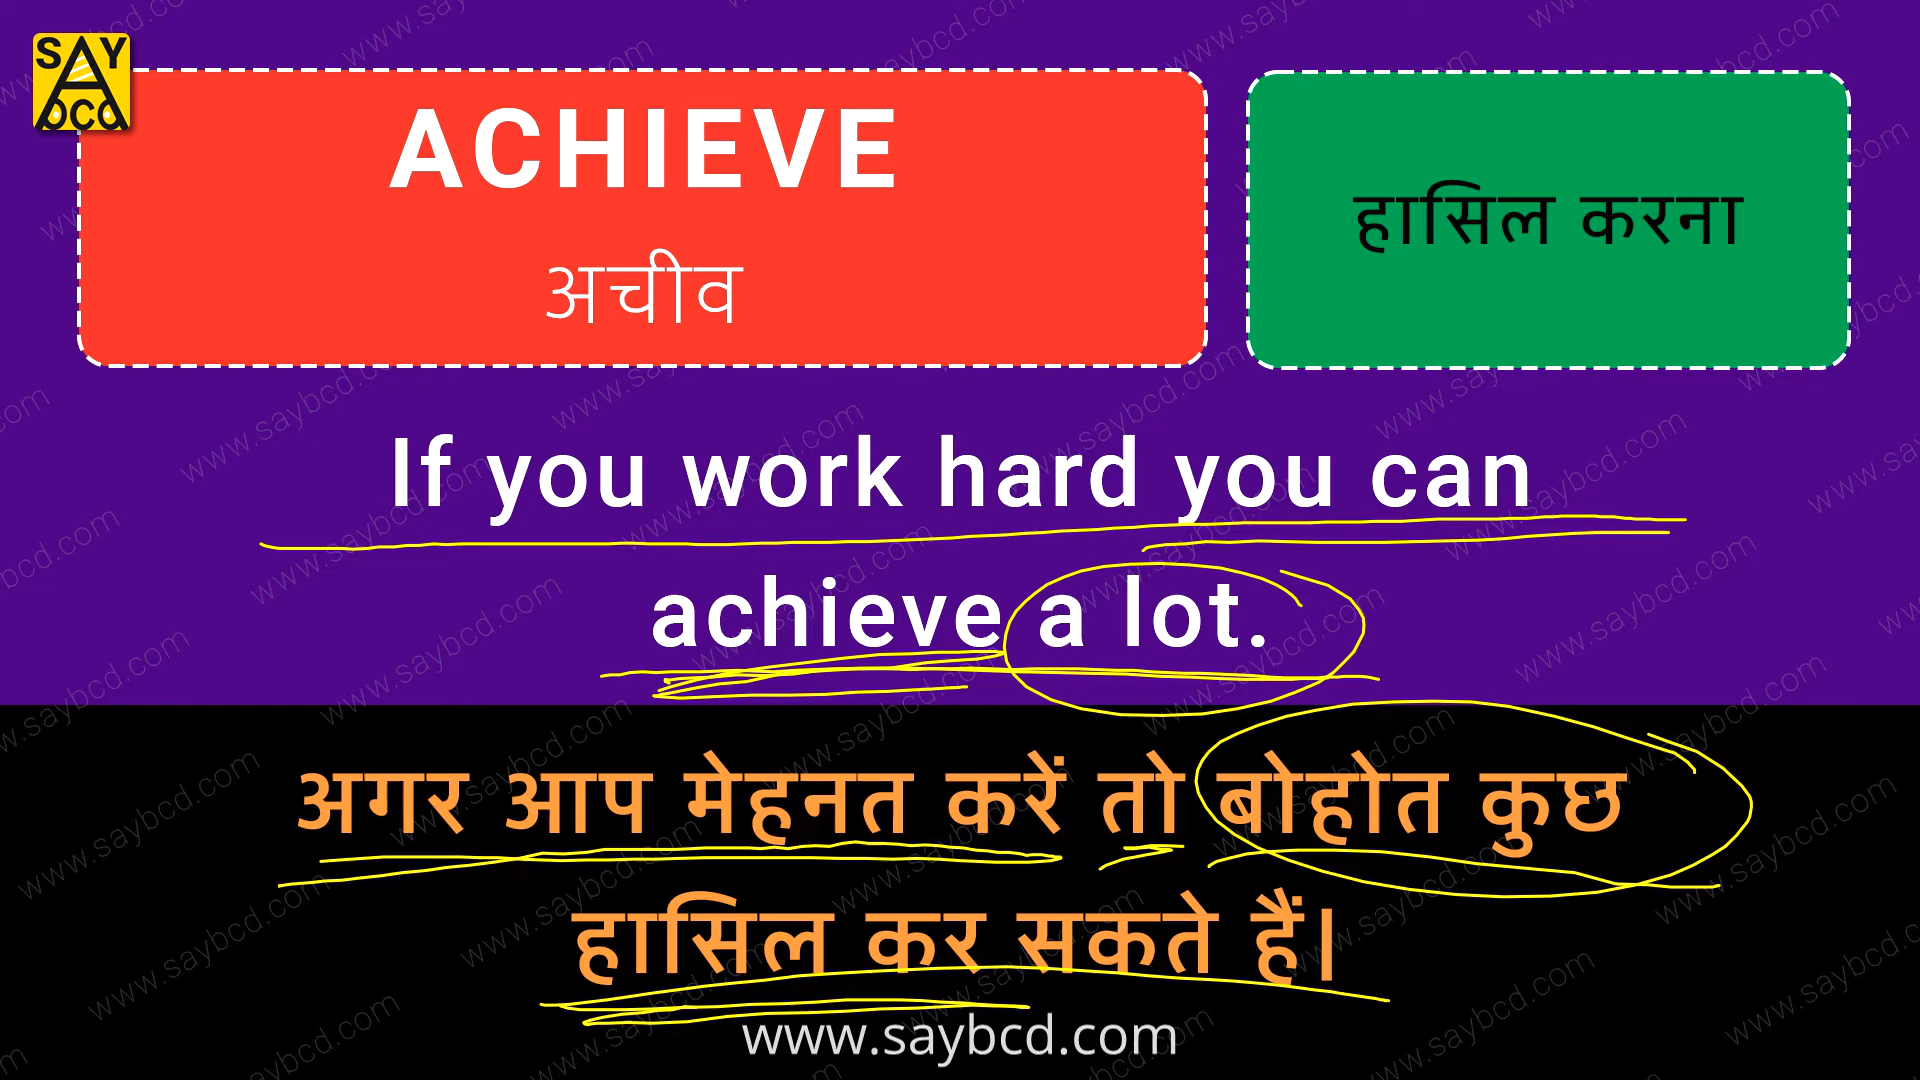 SAY
bcd
ACHIEVE
अचीव
हासिल करना
If you work hard you can
achieve a lot.
अगर आप मेहनत करें तो बोहोत कुछ
हासिल कर सकते हैं।
www.saybcd.com